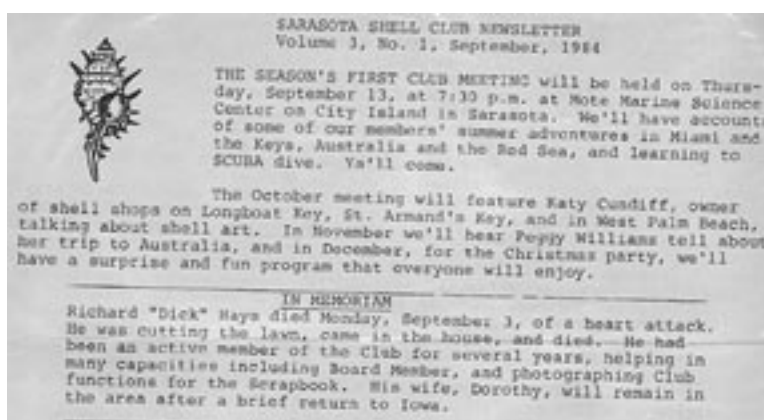 SARASOTA SHELL CLUB NEWSLETTER
Volume 3, No. 1, September, 1984
THE SEASON'S FIRST CLUB MEETING will be held on Thurs-
day, September 13, at 7:30 p.m. at Mote Marine Science
Center on City Island in Sarasota. We'll have account
of some of our members' summer adventures in Miami and
the Keys, Australia and the Red Sea, and learning to
SCUBA dive. Ya'll come.
The October meeting will feature Katy Cundiff, owner
of shell shops on Longboat Key, St. Armand's Key, and in West Palm Beach,
talking about shell art. In November we'll hear Peggy Williams tell about
her trip to Australia, and in December, for the Christmas party, we'll
have a surprise and fun program that everyone will enjoy.
IN MEMORIAM
Richard "Dick" Hays died Monday, September 3, of a heart attack.
He was cutting the lawn, came in the house, and died. He had
been an active member of the Club for several years, helping in
many capacities including Board Member, and photographing Club
functions for the Scrapbook. His wife, Dorothy, will remain in
the area after a brief return to Iowa.